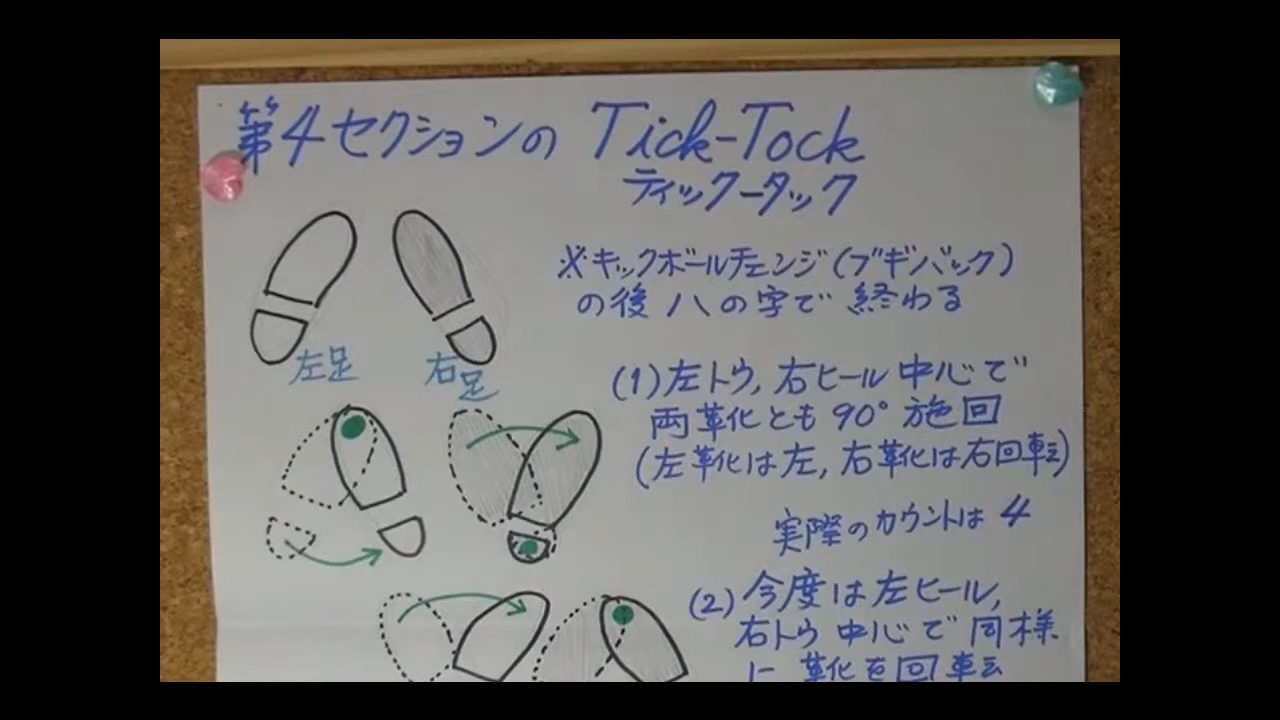 第4セクションの Tick-Tock
ティックータック
※キックボールチェンジ(ブギバック)
の後 ハの字で 終わる
左足
右足
(1)左トウ,右ヒール 中心で
両革化とも90°施回
(左革化は左,右革化は右回転)
実際のカウントは 4
(2)今度は左ヒール,
右トウ 中心で 同様
に 革化を回転